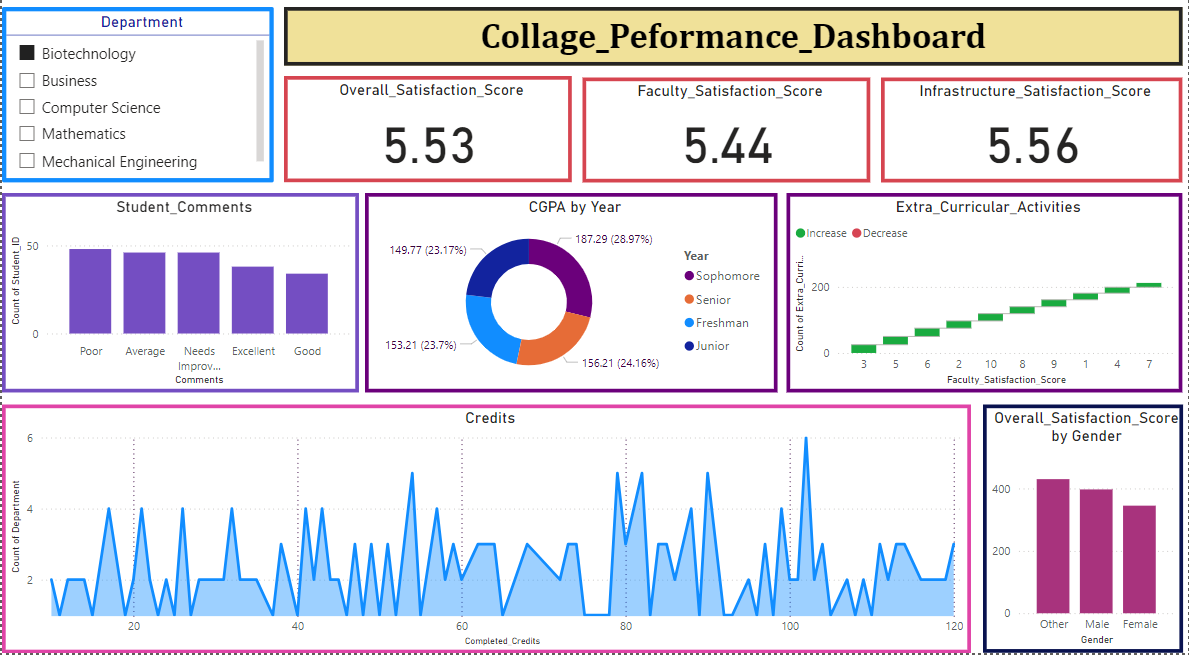 Department
Biotechnology
Business
Computer Science
Mathematics
Mechanical Engineering
Collage_Peformance_Dashboard
Overall_Satisfaction_Score
5.53
Faculty_Satisfaction_Score
5.44
Infrastructure_Satisfaction_Score
5.56
Student_Comments
Count of Student_ID
50
0
Poor
Average
Needs
Improv...
Excellent
Good
Comments
CGPA by Year
149.77 (23.17%)
187.29 (28.97%)
153.21 (23.7%)
156.21 (24.16%)
Year
Sophomore
Senior
Freshman
Junior
Extra_Curricular_Activities
Increase
Decrease
Count of Extra_Curri...
200
0
3 5 6 2 10 8 9 1 4 7
Faculty_Satisfaction_Score
Credits
Count of Department
6
4
2
20 40 60 80 100 120
Completed_Credits
Overall_Satisfaction_Score
by Gender
400
200
0
Other Male Female
Gender